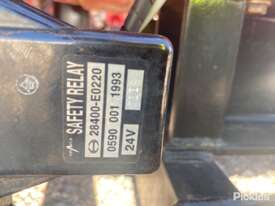 SAFETY RELAY
28400-E0220
0590 001 1993
24V
Pickles